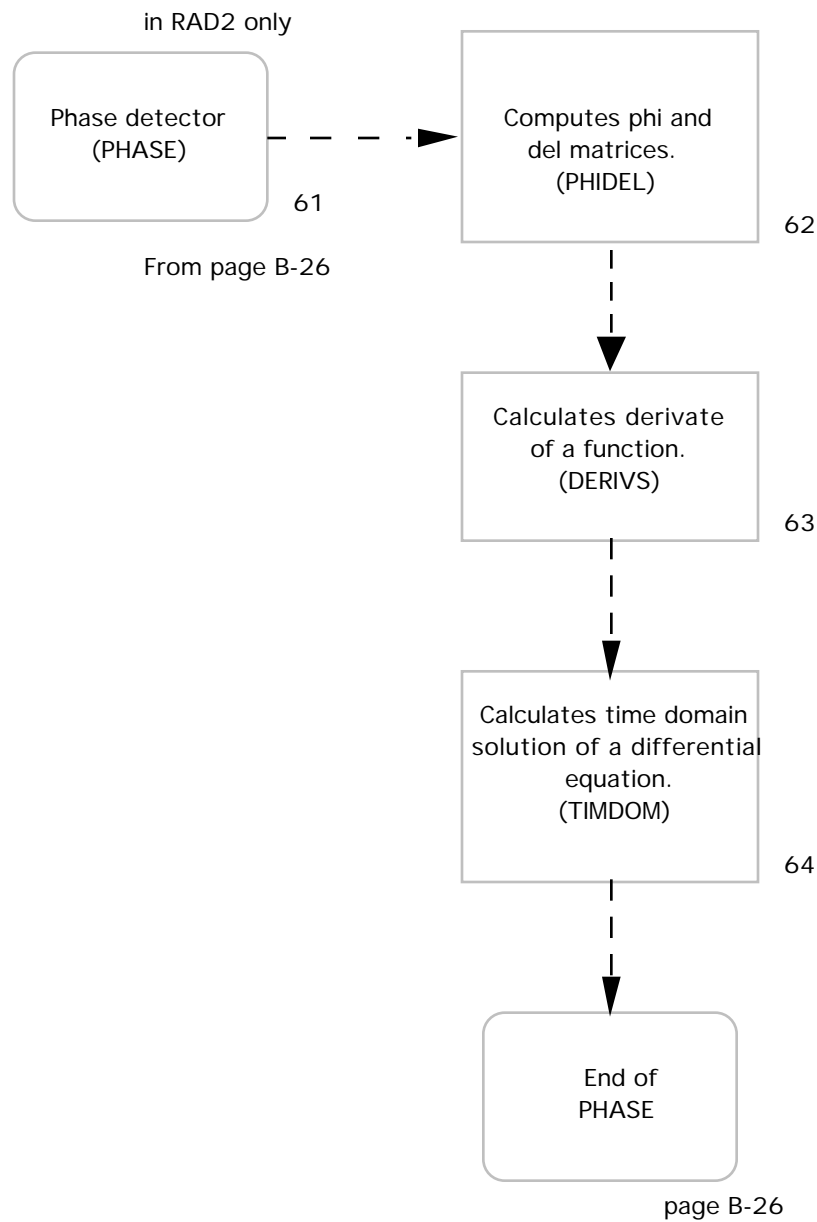 in RAD2 only
Phase detector
(PHASE)
61
From page B-26
Computes phi and
del matrices.
(PHIDEL)
62
Calculates derivate
of a function.
(DERIVS)
63
Calculates time domain
solution of a differential
equation.
(TIMDOM)
64
End of
PHASE
page B-26